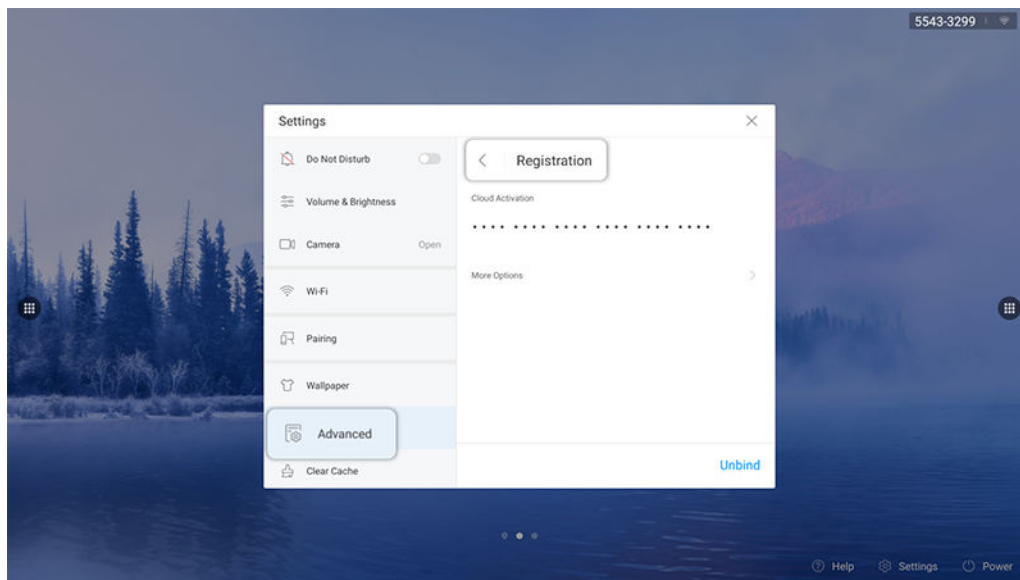 5543-3299
Settings
Do Not Disturb
Volume & Brightness
Camera
Open
Wi-Fi
Pairing
Wallpaper
Advanced
Clear Cache
Registration
Cloud Activation
•••• •••• •••• •••• •••• ••••
More Options
Unbind
Help
Settings
Power